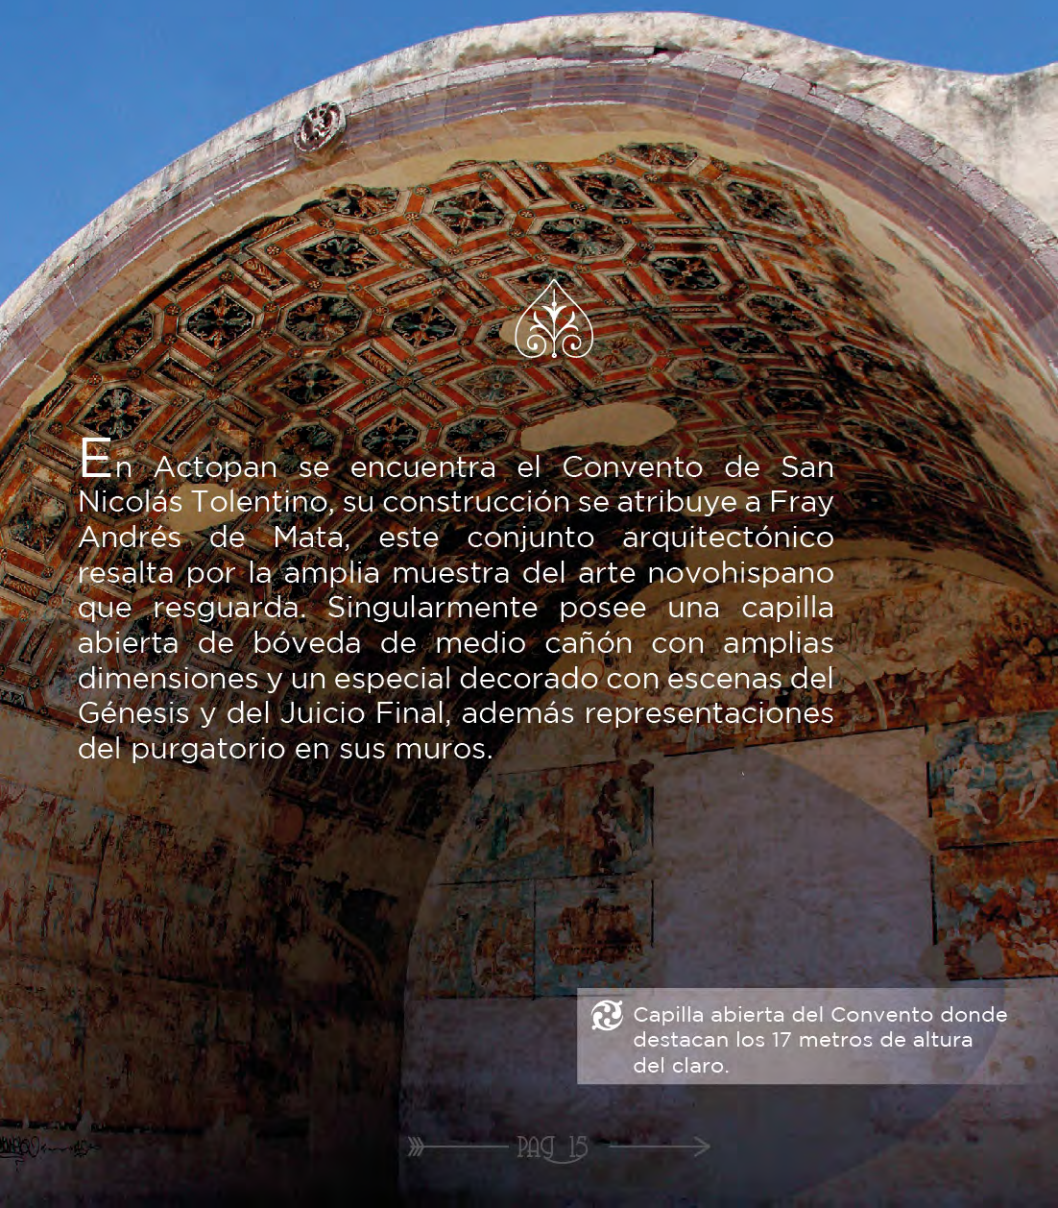 En Actopan se encuentra el Convento de San
Nicolás Tolentino, su construcción se atribuye a Fray
Andrés de Mata, este conjunto arquitectónico
resalta por la amplia muestra del arte novohispano
que resguarda. Singularmente posee una capilla
abierta de bóveda de medio cañón con amplias
dimensiones y un especial decorado con escenas del
Génesis y del Juicio Final, además representaciones
del purgatorio en sus muros.
Capilla abierta del Convento donde
destacan los 17 metros de altura
del claro.
PAG 15